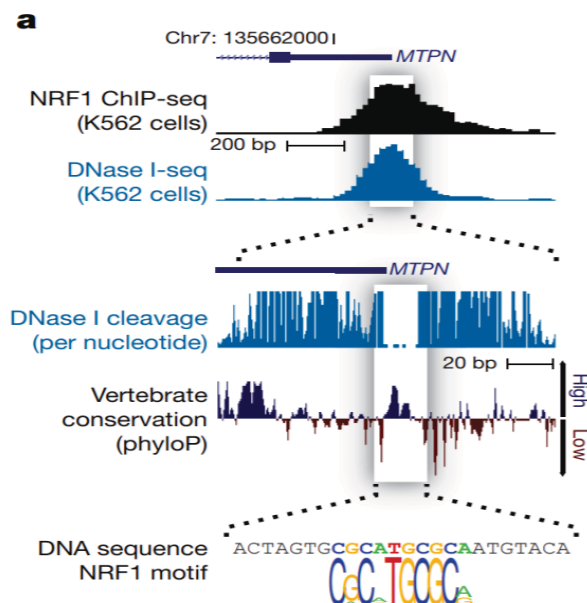 a
Chr7: 135662000
MTPN
NRF1 ChIP-seq
(K562 cells)
200 bp
DNase I-seq
(K562 cells)
MTPN
DNase I cleavage
(per nucleotide)
20 bp
Vertebrate
conservation
(phyloP)
High
Low
DNA sequence
ACTAGTGCGCATGCGCAATGTACA
NRF1 motif
CGCATGCGCA